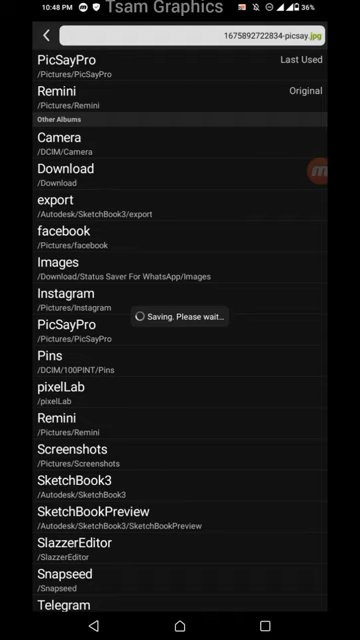 10:48 PM
Tsam Graphics
36%
1675892722834-picsay.jpg
PicSayPro
Last Used
/Pictures/PicSayPro
Remini
Original
/Pictures/Remini
Other Albums
Camera
/DCIM/Camera
Download
/Download
export
/Autodesk/SketchBook3/export
facebook
/Pictures/facebook
Images
/Download/Status Saver For WhatsApp/Images
Instagram
/Pictures/Instagram
Saving. Please wait...
PicSayPro
/Pictures/PicSayPro
Pins
/DCIM/100PINT/Pins
pixelLab
/pixelLab
Remini
/Pictures/Remini
Screenshots
/Pictures/Screenshots
SketchBook3
/Autodesk/SketchBook3
SketchBookPreview
/Autodesk/SketchBook3/SketchBookPreview
SlazzerEditor
/SlazzerEditor
Snapseed
/Snapseed
Telegram